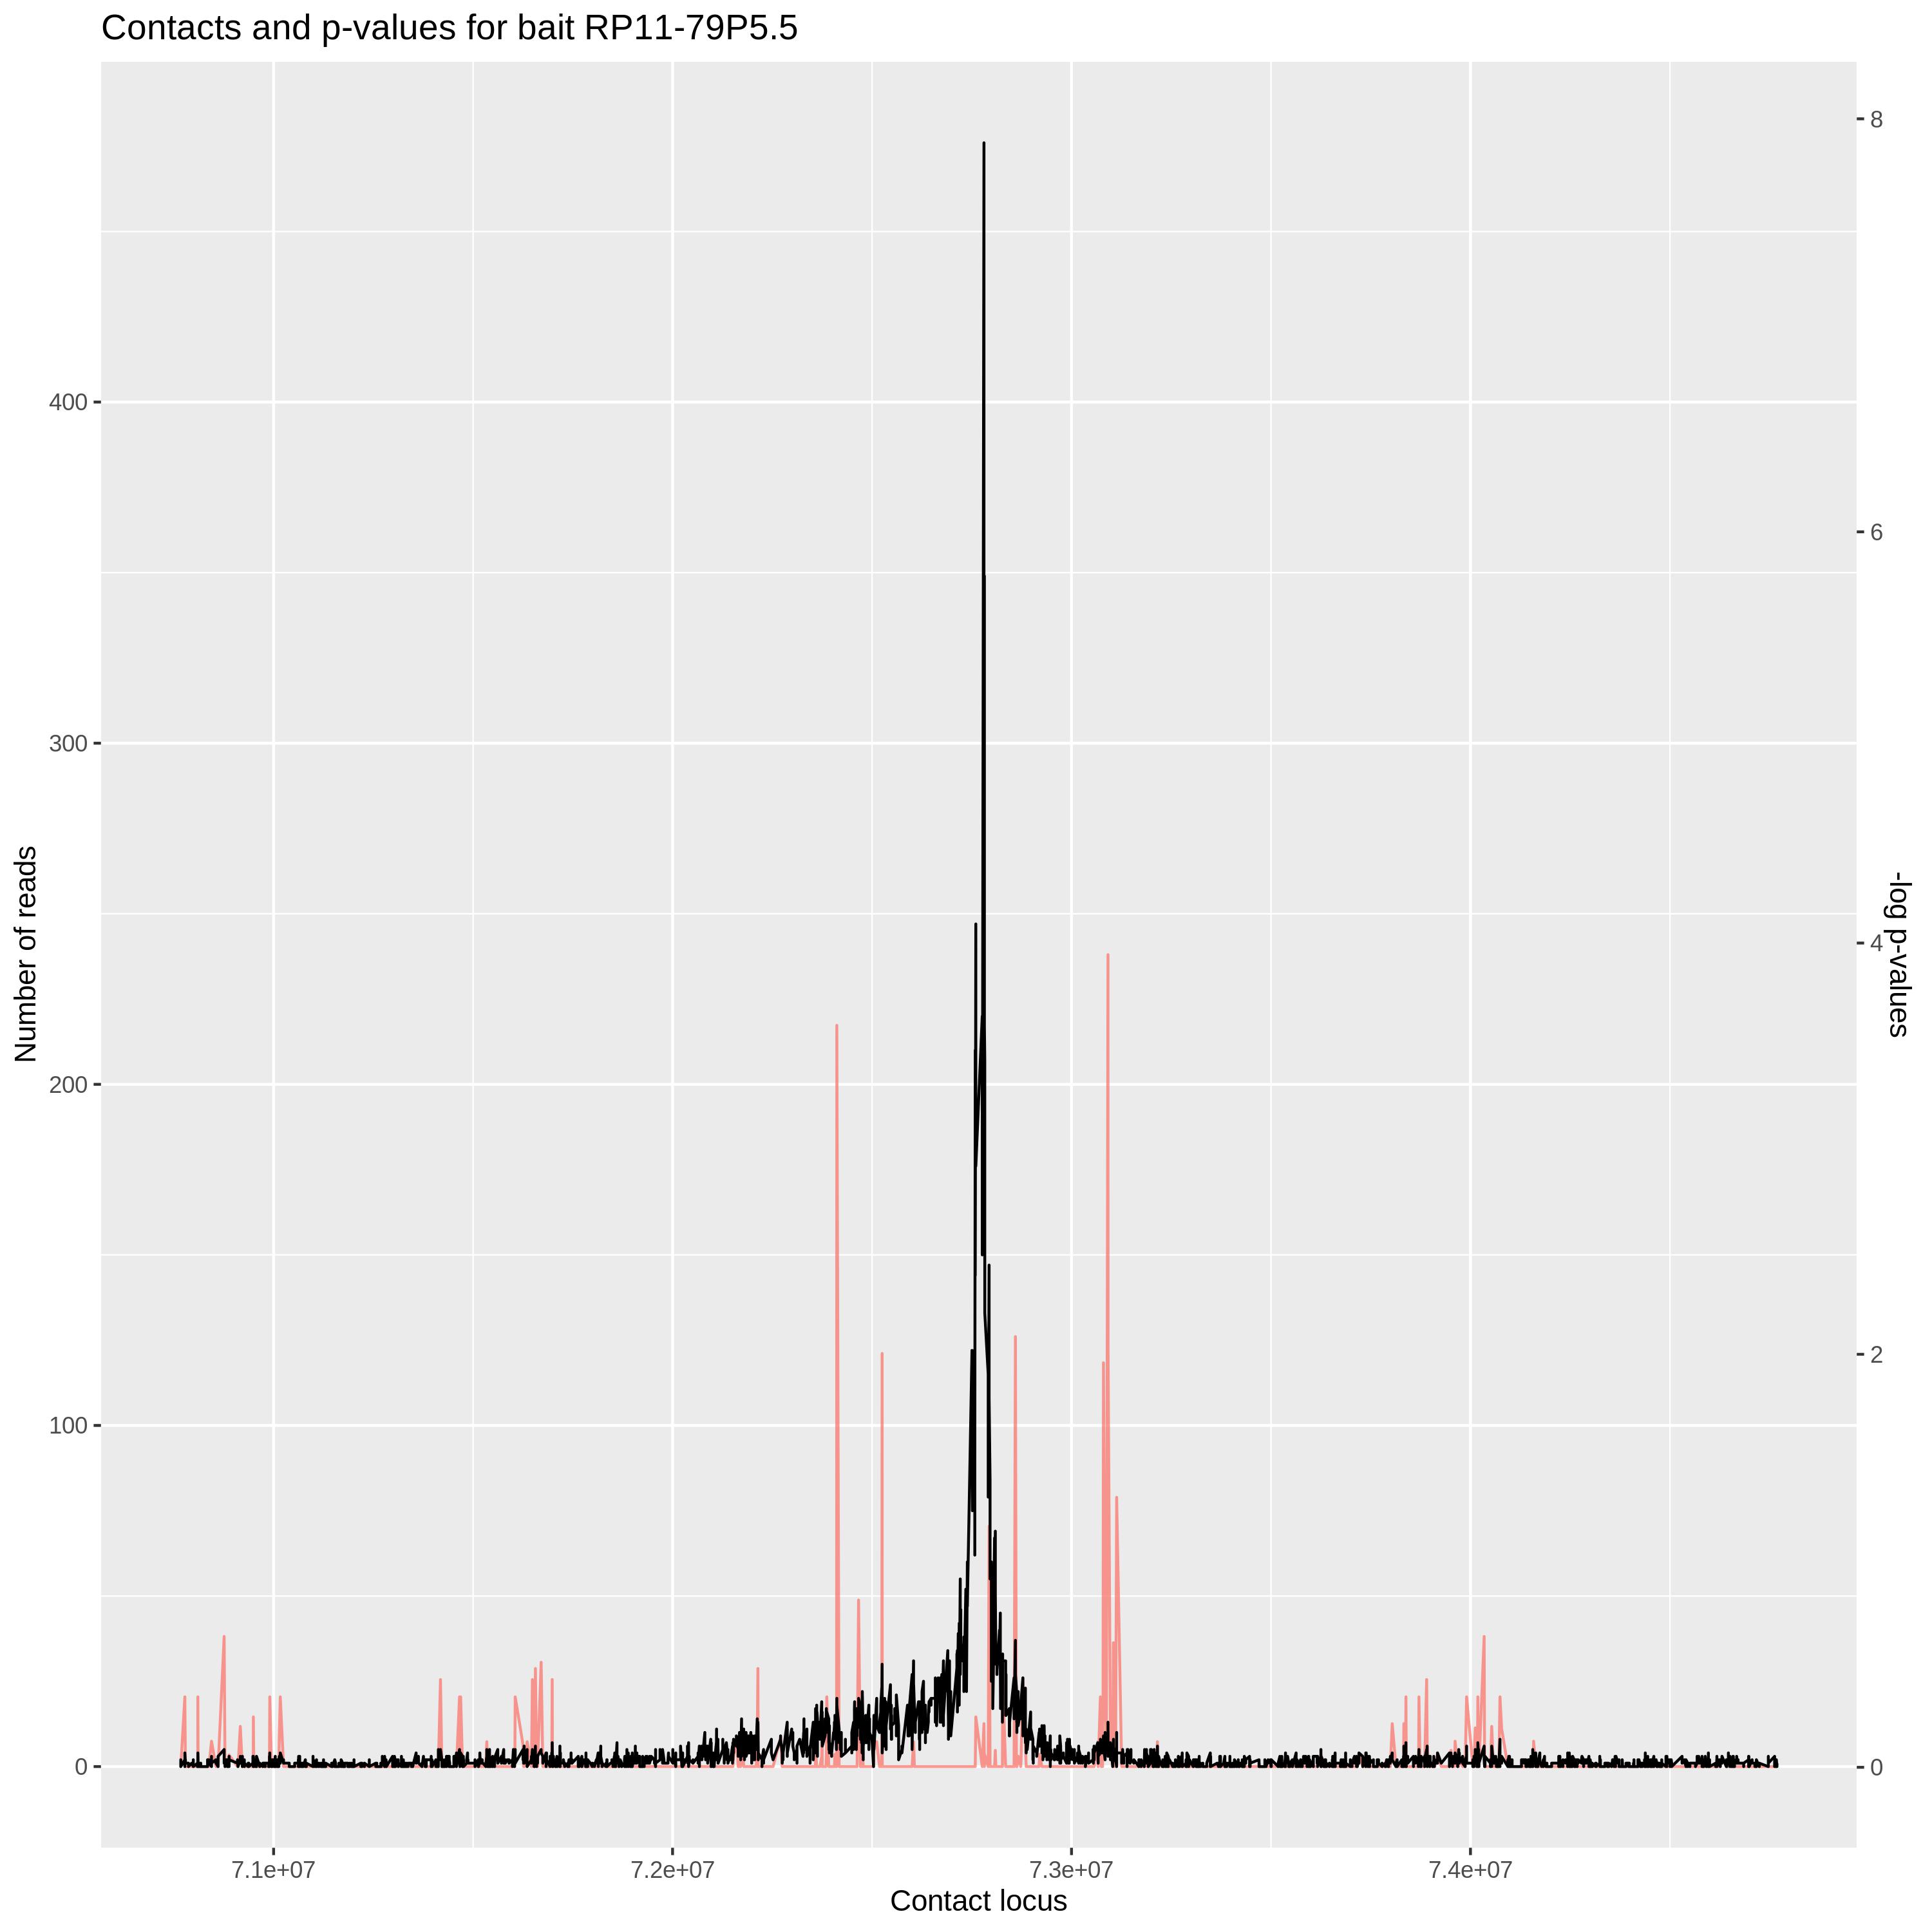 Contacts and p-values for bait RP11-79P5.5
Number of reads
400
300
200
100
0
8
6
4
2
0
-log p-values
7.1e+07 7.2e+07 7.3e+07 7.4e+07
Contact locus